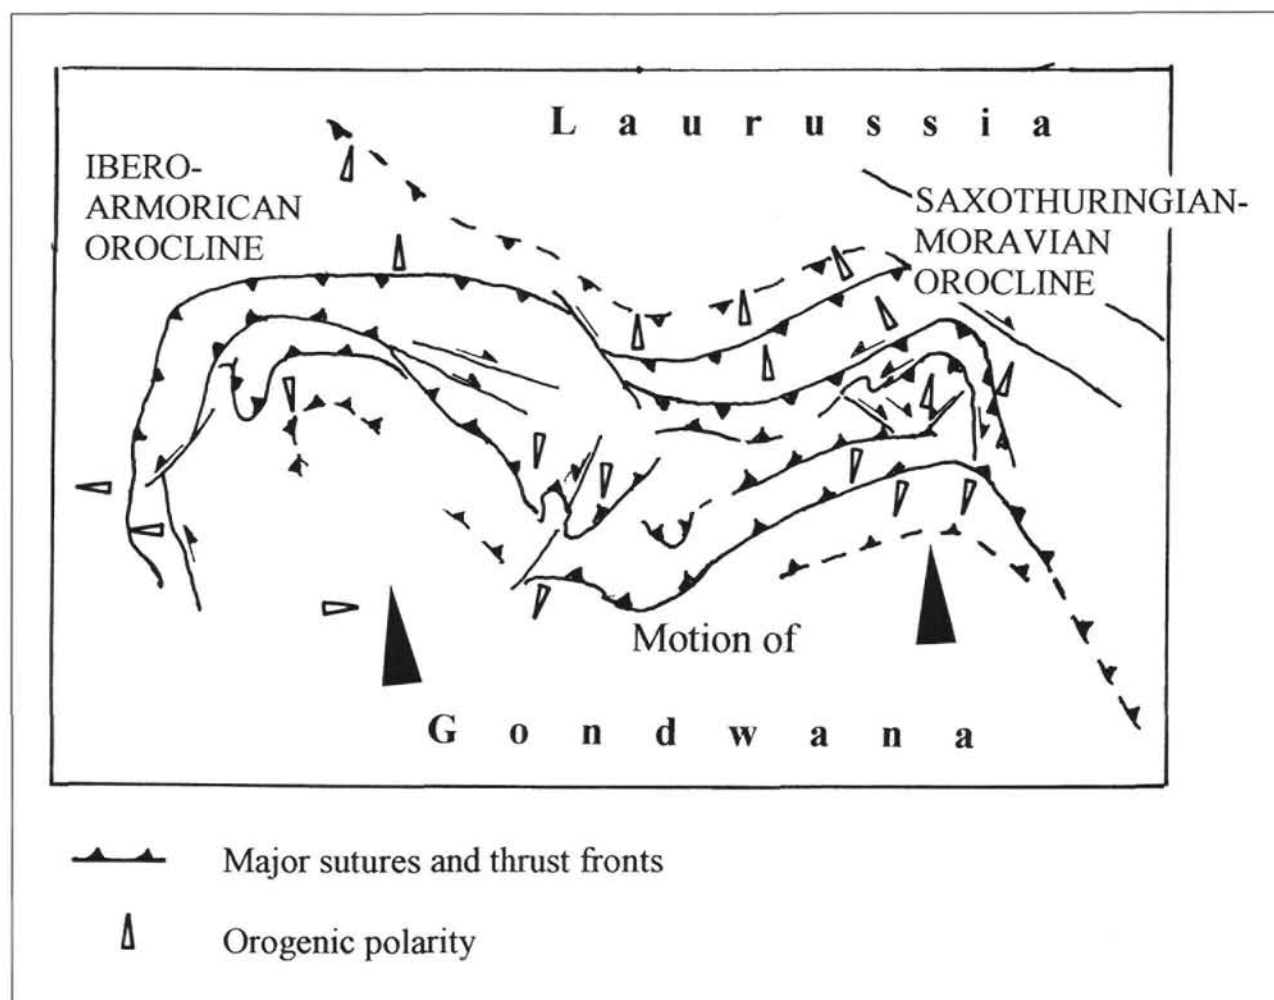 L a u r u s s i a
IBERO-
ARMORICAN
OROCLINE
SAXOTHURINGIAN-
MORAVIAN
OROCLINE
Motion of
G o n d w a n a
Major sutures and thrust fronts
Orogenic polarity